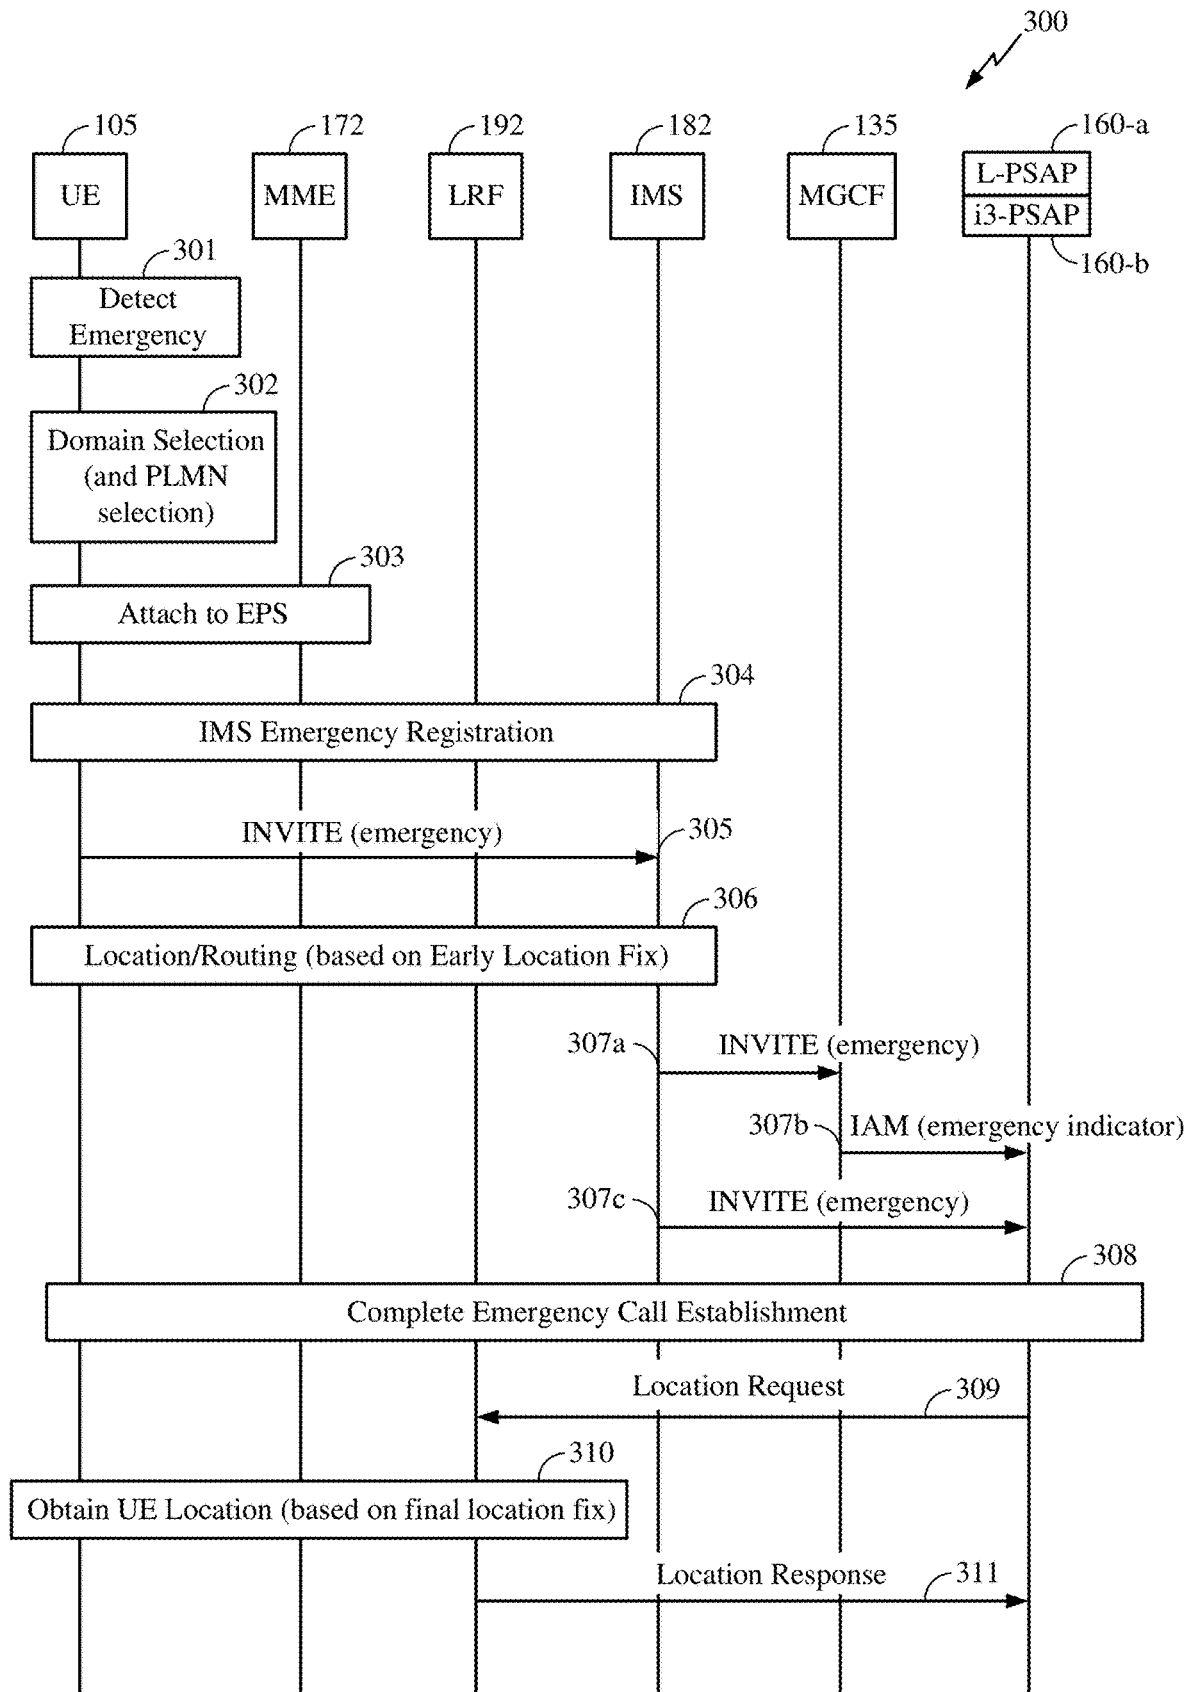 300
105
172
192
182
135
160-a
UE
MME
LRF
IMS
MGCF
L-PSAP
i3-PSAP
160-b
301
Detect
Emergency
302
Domain Selection
(and PLMN
selection)
303
Attach to EPS
304
IMS Emergency Registration
INVITE (emergency)
305
306
Location/Routing (based on Early Location Fix)
307a
INVITE (emergency)
307b
IAM (emergency indicator)
307c
INVITE (emergency)
308
Complete Emergency Call Establishment
Location Request
309
310
Obtain UE Location (based on final location fix)
Location Response
311